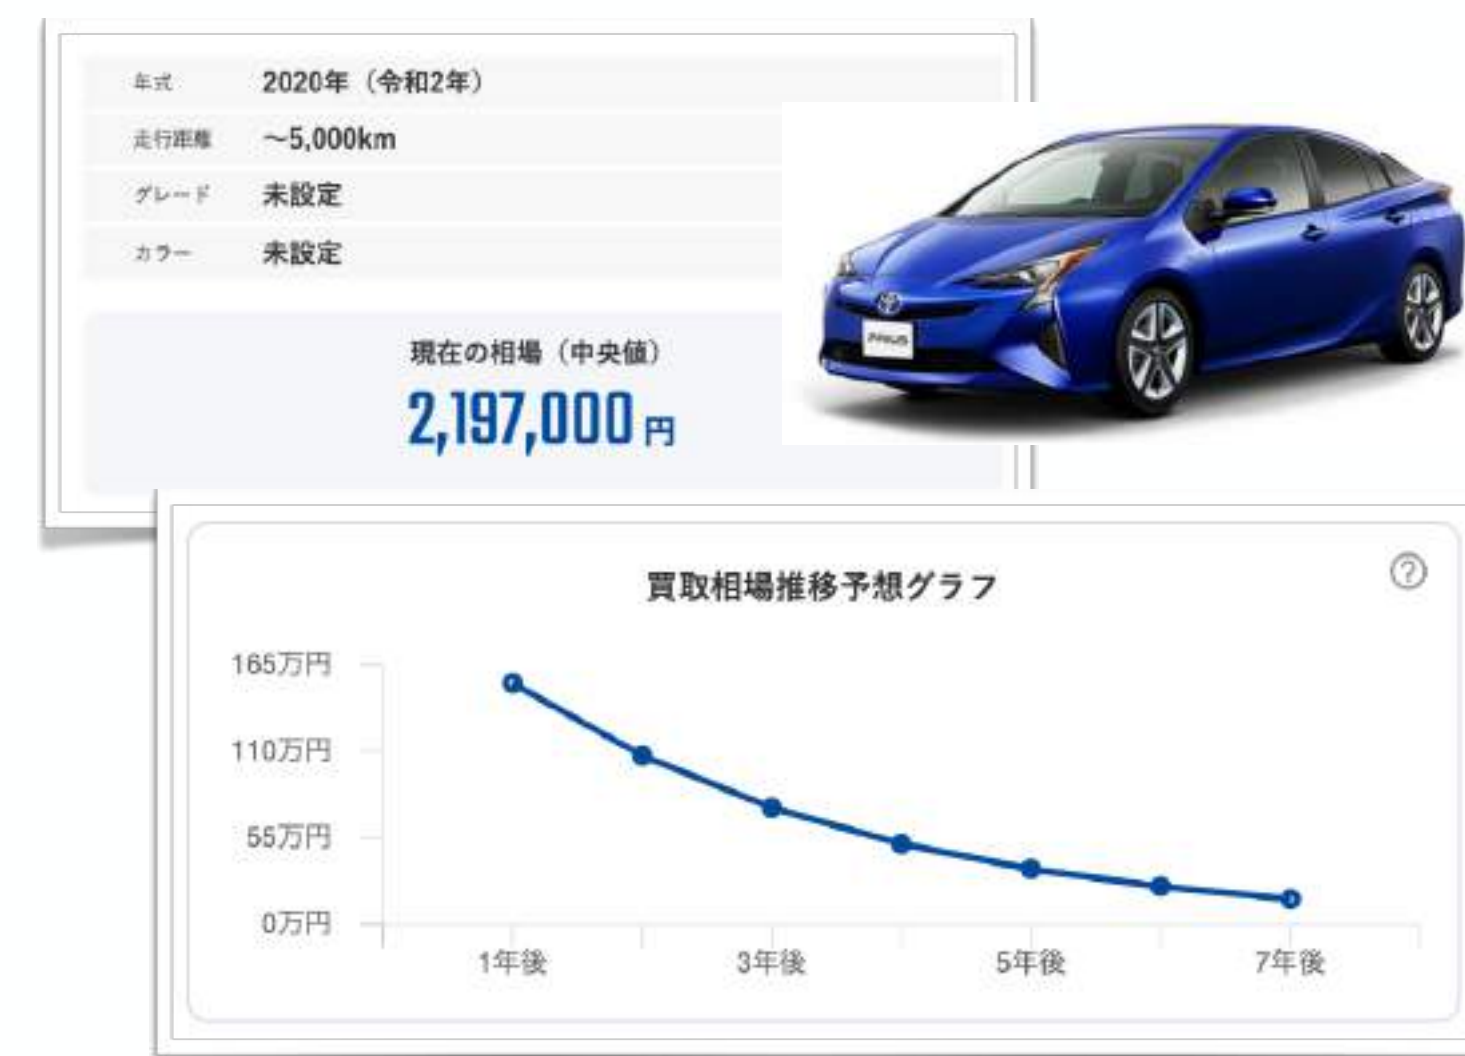 年式 2020年（令和2年）
走行距離 〜5,000km
グレード 未設定
カラー 未設定
現在の相場（中央値）
2,197,000円
PRIUS
買取相場推移予想グラフ
?
165万円
110万円
55万円
0万円
1年後 3年後 5年後 7年後